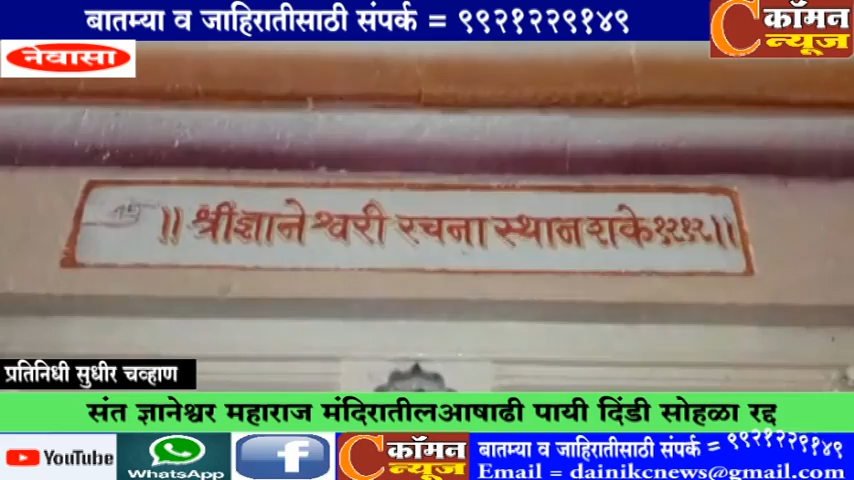 बातम्या व जाहिरातीसाठी संपर्क = ९९२१२२९१४९
C कॉमन
न्यूज
नेवासा
॥ श्रीज्ञानेश्वरी रचना स्थान शके १२१२॥
प्रतिनिधी सुधीर चव्हाण
संत ज्ञानेश्वर महाराज मंदिरातीलआषाढी पायी दिंडी सोहळा रद्द
YouTube
WhatsApp
f
C कॉमन
न्यूज
बातम्या व जाहिरातीसाठी संपर्क = ९९२१२२९१४९
Email = dainikcnews@gmail.com